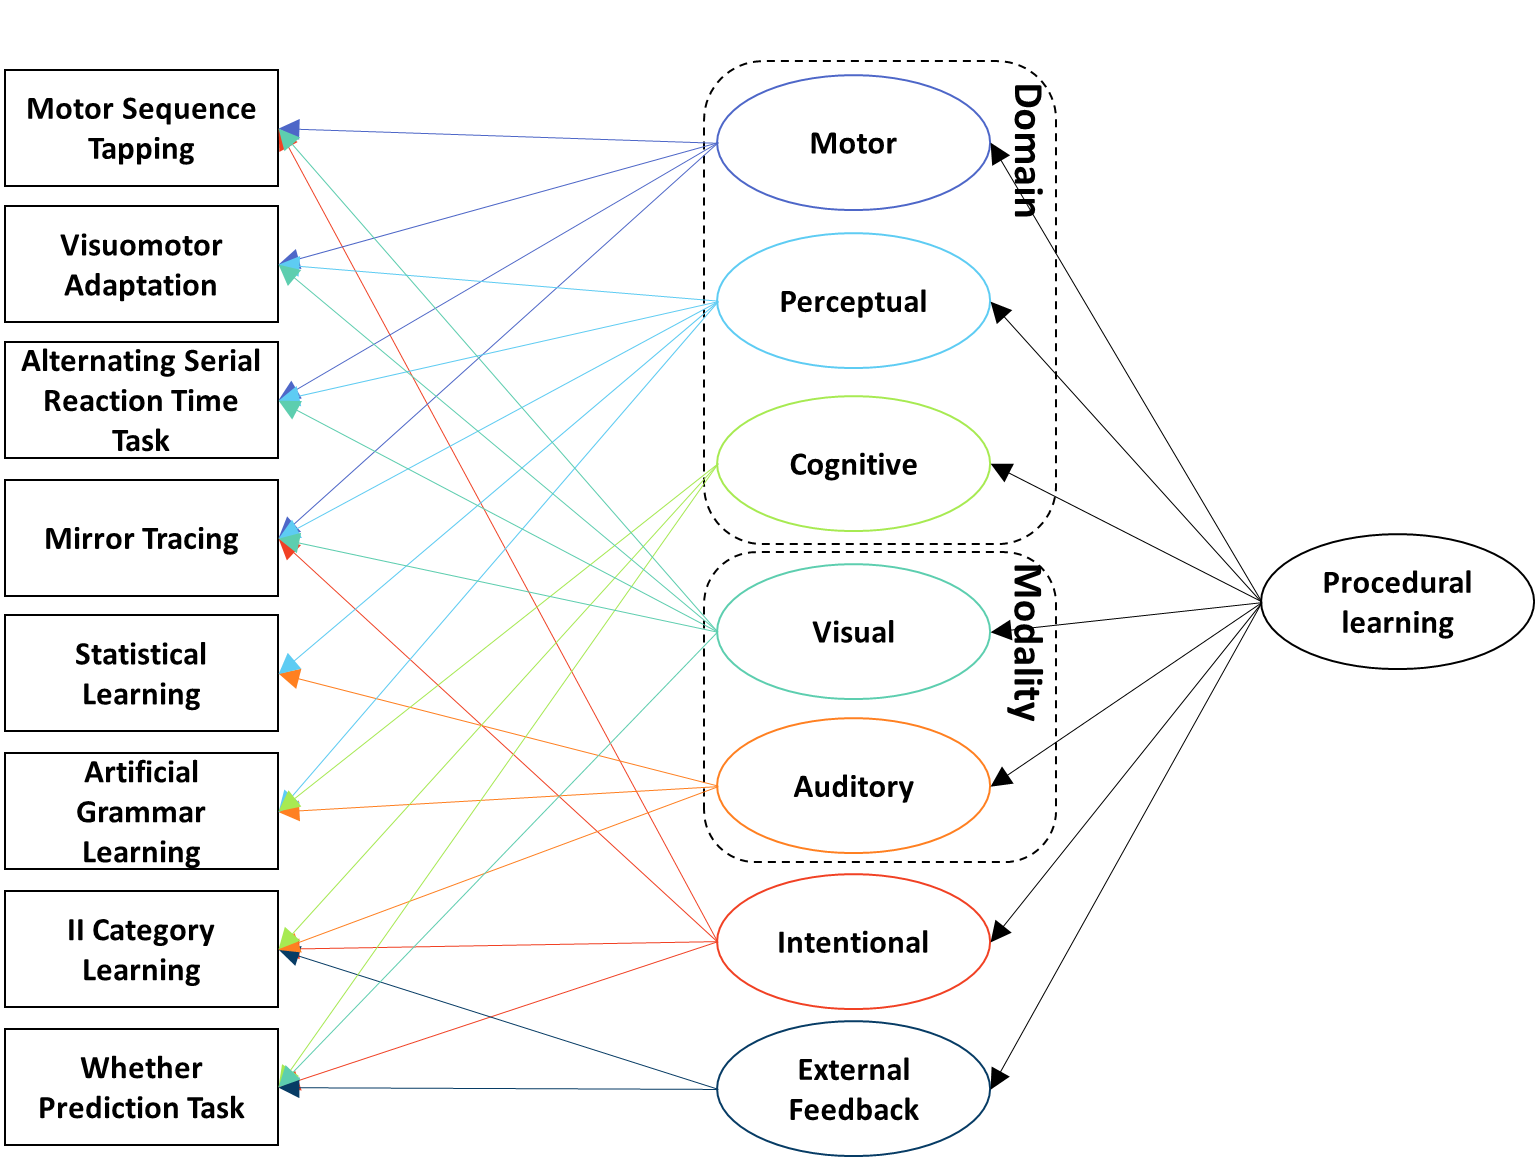 Motor Sequence
Tapping
Visuomotor
Adaptation
Alternating Serial
Reaction Time
Task
Mirror Tracing
Statistical
Learning
Artificial
Grammar
Learning
II Category
Learning
Whether
Prediction Task
Domain
Motor
Perceptual
Cognitive
Modality
Visual
Auditory
Intentional
External
Feedback
Procedural
learning